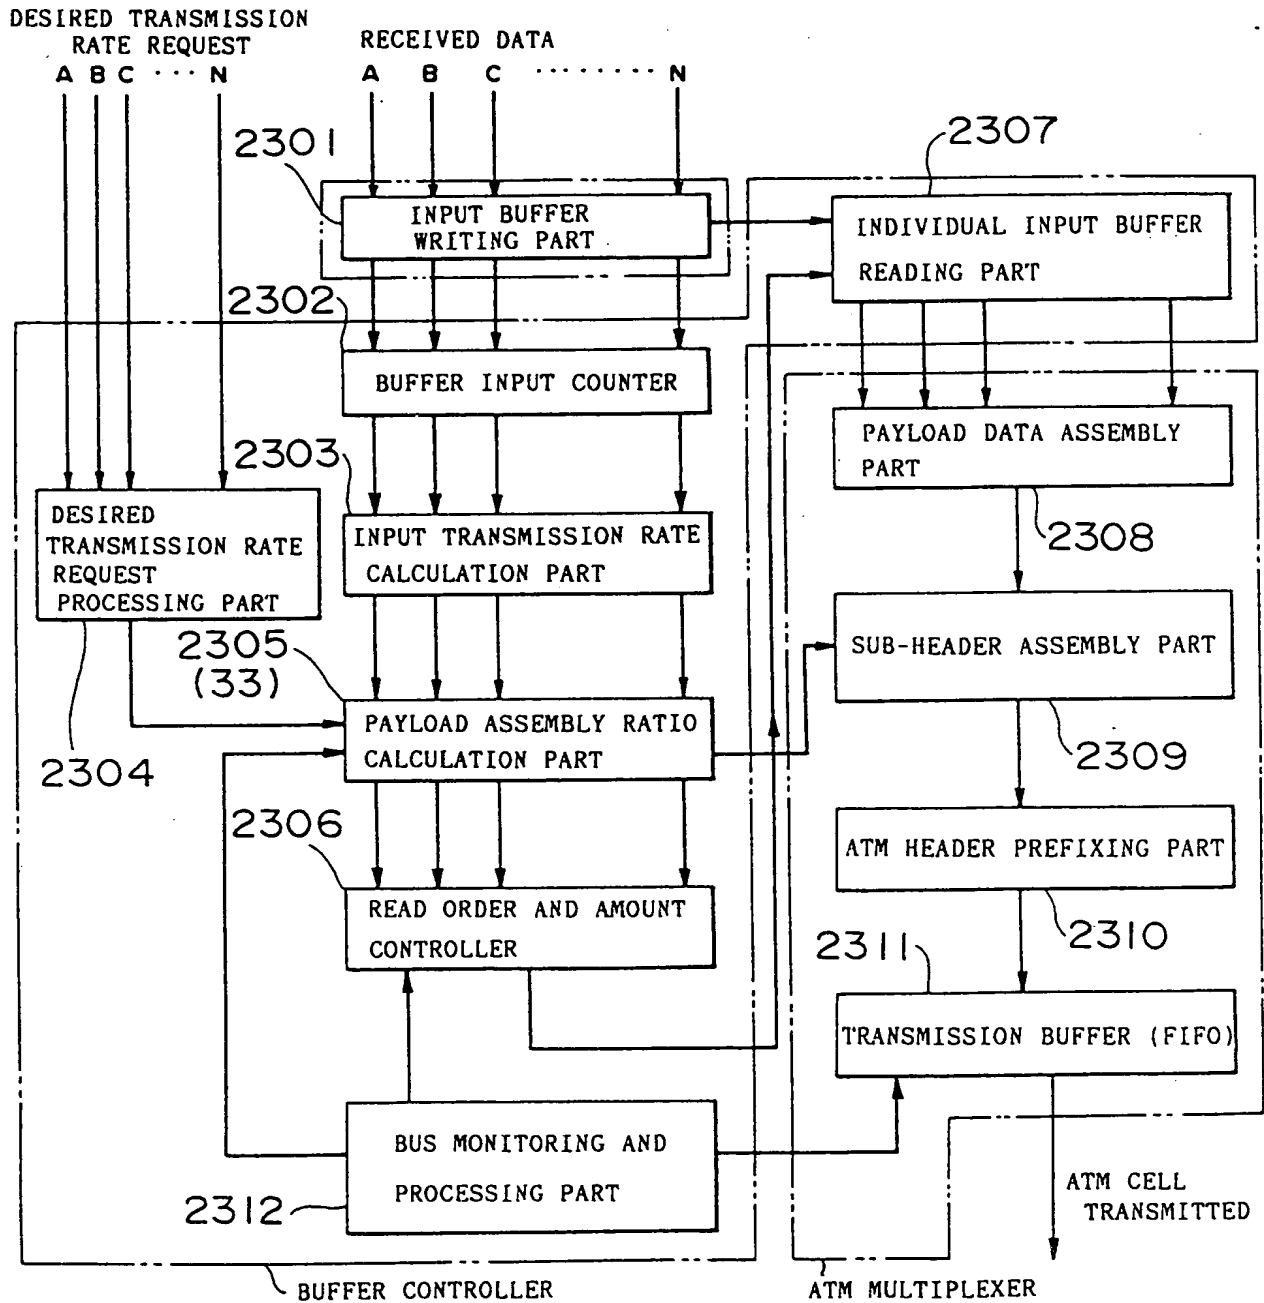 DESIRED TRANSMISSION
RATE REQUEST
A B C ··· N
RECEIVED DATA
A B C ········ N
2301
INPUT BUFFER
WRITING PART
2307
INDIVIDUAL INPUT BUFFER
READING PART
2302
BUFFER INPUT COUNTER
PAYLOAD DATA ASSEMBLY
PART
2308
2303
INPUT TRANSMISSION RATE
CALCULATION PART
DESIRED
TRANSMISSION RATE
REQUEST
PROCESSING PART
2304
SUB-HEADER ASSEMBLY PART
2309
2305
(33)
PAYLOAD ASSEMBLY RATIO
CALCULATION PART
2306
READ ORDER AND AMOUNT
CONTROLLER
ATM HEADER PREFIXING PART
2310
2311
TRANSMISSION BUFFER (FIFO)
BUS MONITORING AND
PROCESSING PART
2312
ATM CELL
TRANSMITTED
BUFFER CONTROLLER
ATM MULTIPLEXER